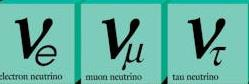 νe νμ ντ
electron neutrino muon neutrino tau neutrino